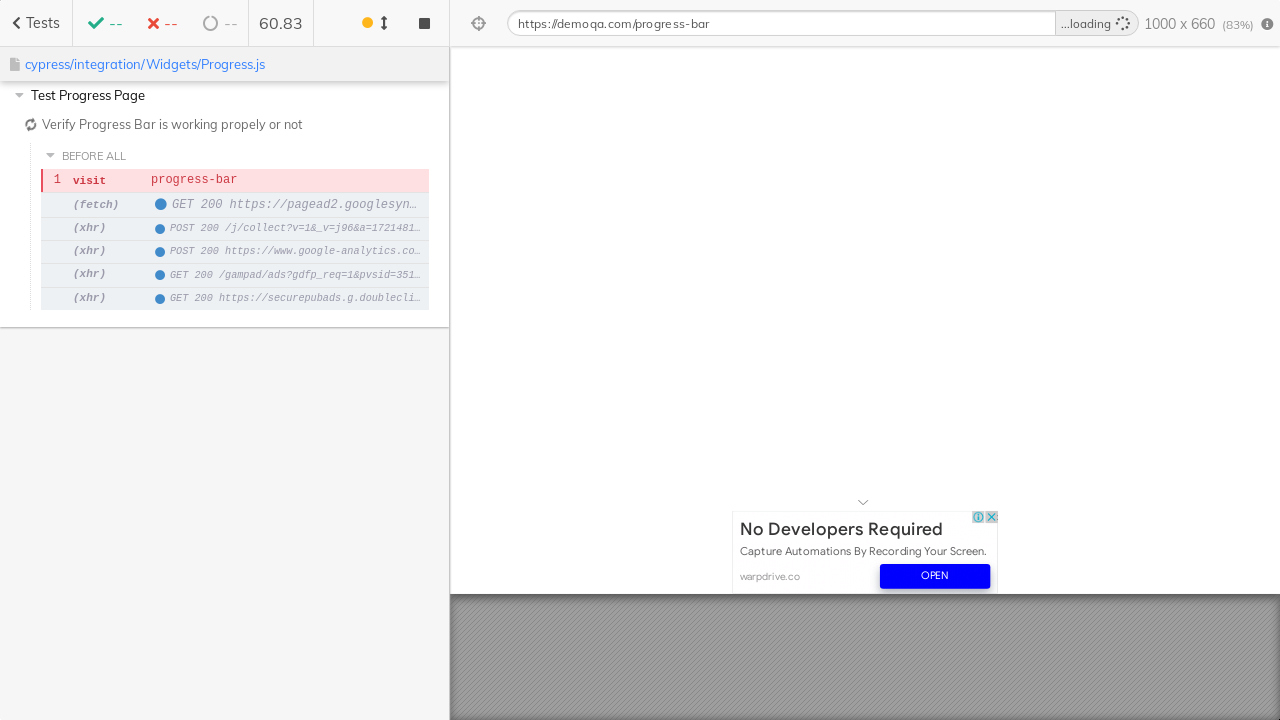 Tests
--
--
--
60.83
https://demoqa.com/progress-bar
...loading
1000 x 660 (83%)
cypress/integration/Widgets/Progress.js
Test Progress Page
Verify Progress Bar is working propely or not
BEFORE ALL
1 visit progress-bar
(fetch) GET 200 https://pagead2.googlesyn…
(xhr) POST 200 /j/collect?v=1&_v=j96&a=1721481…
(xhr) POST 200 https://www.google-analytics.co…
(xhr) GET 200 /gampad/ads?gdfp_req=1&pvsid=351…
(xhr) GET 200 https://securepubads.g.doublecli…
No Developers Required
Capture Automations By Recording Your Screen.
warpdrive.co
OPEN